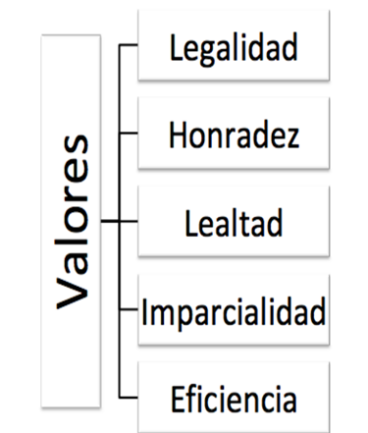 Valores
Legalidad
Honradez
Lealtad
Imparcialidad
Eficiencia